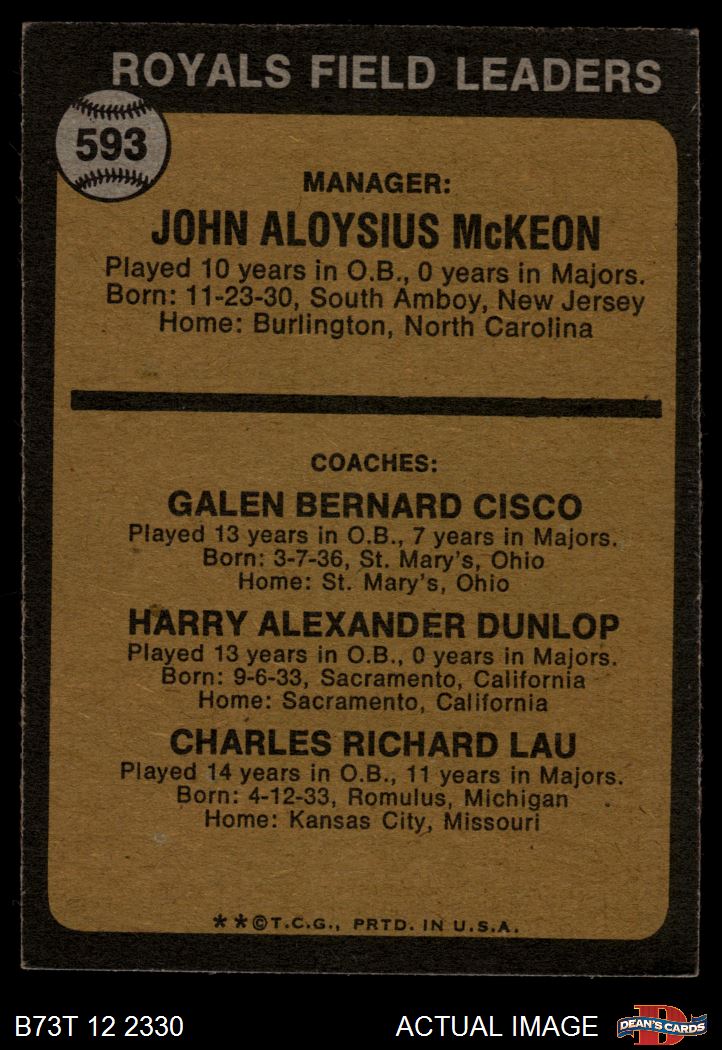 ROYALS FIELD LEADERS
593
MANAGER:
JOHN ALOYSIUS McKEON
Played 10 years in O.B., 0 years in Majors.
Born: 11-23-30, South Amboy, New Jersey
Home: Burlington, North Carolina
COACHES:
GALEN BERNARD CISCO
Played 13 years in O.B., 7 years in Majors.
Born: 3-7-36, St. Mary's, Ohio
Home: St. Mary's, Ohio
HARRY ALEXANDER DUNLOP
Played 13 years in O.B., 0 years in Majors.
Born: 9-6-33, Sacramento, California
Home: Sacramento, California
CHARLES RICHARD LAU
Played 14 years in O.B., 11 years in Majors.
Born: 4-12-33, Romulus, Michigan
Home: Kansas City, Missouri
**©T.C.G., PRTD. IN U.S.A.
B73T 12 2330
ACTUAL IMAGE
D
DEAN'S CARDS